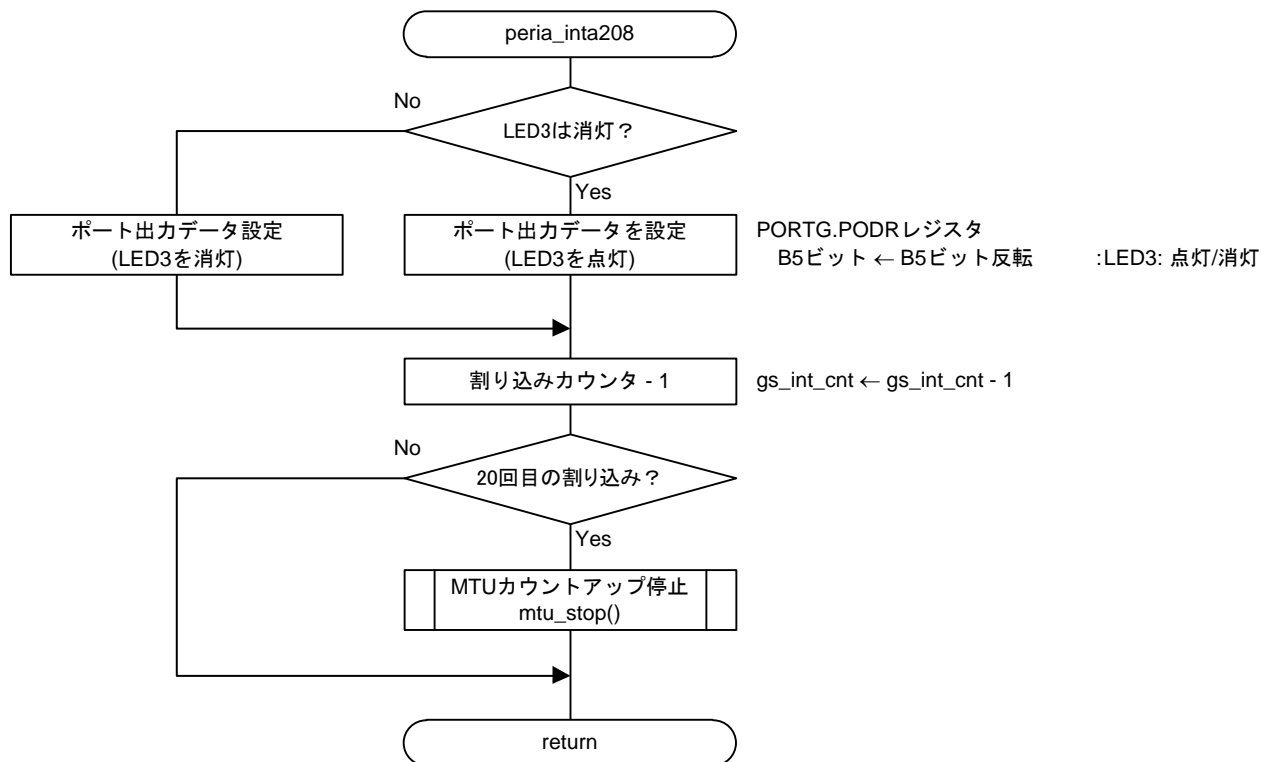 peria_inta208
No
LED3は消灯？
Yes
ポート出力データ設定
(LED3を消灯)
ポート出力データを設定
(LED3を点灯)
PORTG.PODRレジスタ
B5ビット ← B5ビット反転 :LED3: 点灯/消灯
割り込みカウンタ - 1
gs_int_cnt ← gs_int_cnt - 1
No
20回目の割り込み？
Yes
MTUカウントアップ停止
mtu_stop()
return